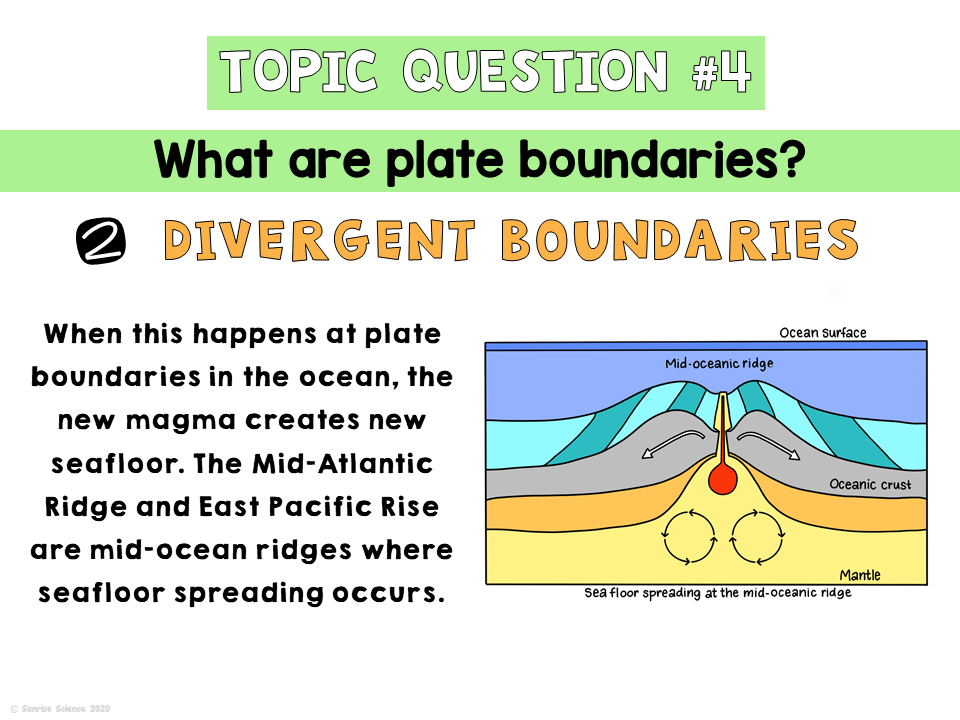 TOPIC QUESTION #4
What are plate boundaries?
2 DIVERGENT BOUNDARIES
When this happens at plate
boundaries in the ocean, the
new magma creates new
seafloor. The Mid-Atlantic
Ridge and East Pacific Rise
are mid-ocean ridges where
seafloor spreading occurs.
Ocean surface
Mid-oceanic ridge
Oceanic crust
Mantle
Sea floor spreading at the mid-oceanic ridge
© Sunrise Science 2020